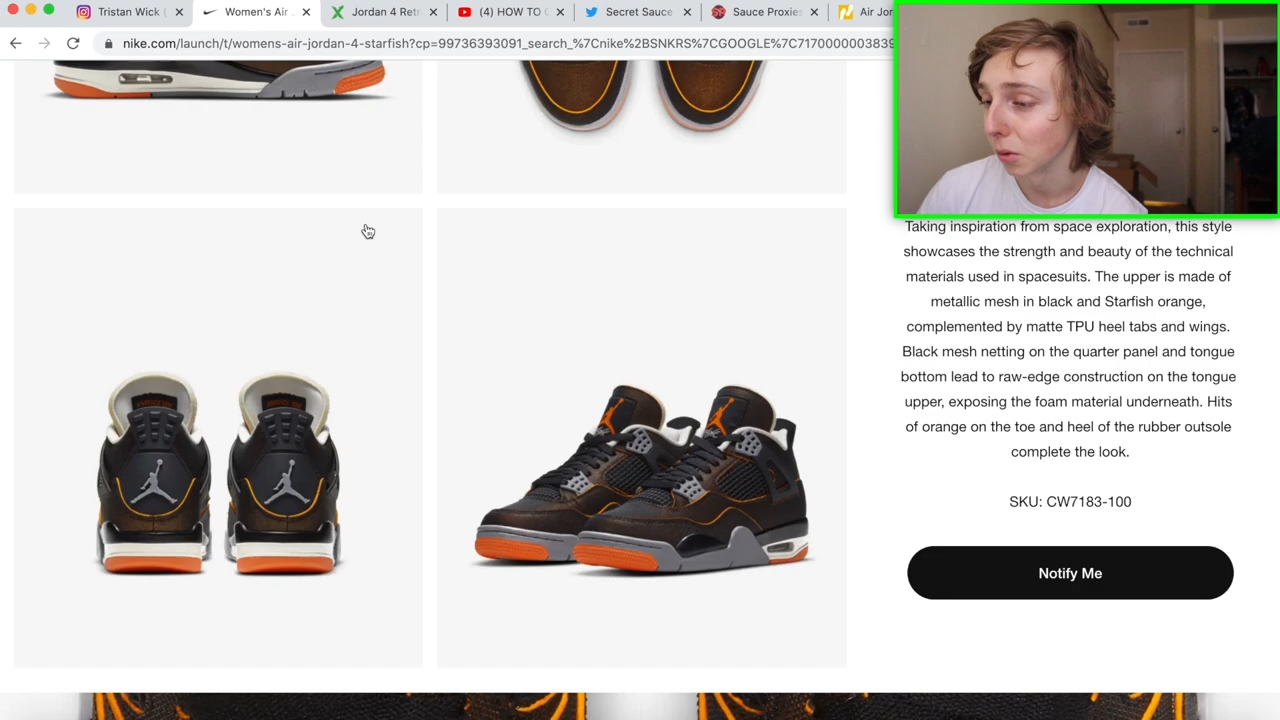 Tristan Wick
Women's Air
Jordan 4 Retr
(4) HOW TO
Secret Sauce
Sauce Proxies
Air Jor
nike.com/launch/t/womens-air-jordan-4-starfish?cp=99736393091_search_%7Cnike%2BSNKRS%7CGOOGLE%7C7170000003839
Taking inspiration from space exploration, this style
showcases the strength and beauty of the technical
materials used in spacesuits. The upper is made of
metallic mesh in black and Starfish orange,
complemented by matte TPU heel tabs and wings.
Black mesh netting on the quarter panel and tongue
bottom lead to raw-edge construction on the tongue
upper, exposing the foam material underneath. Hits
of orange on the toe and heel of the rubber outsole
complete the look.
SKU: CW7183-100
Notify Me